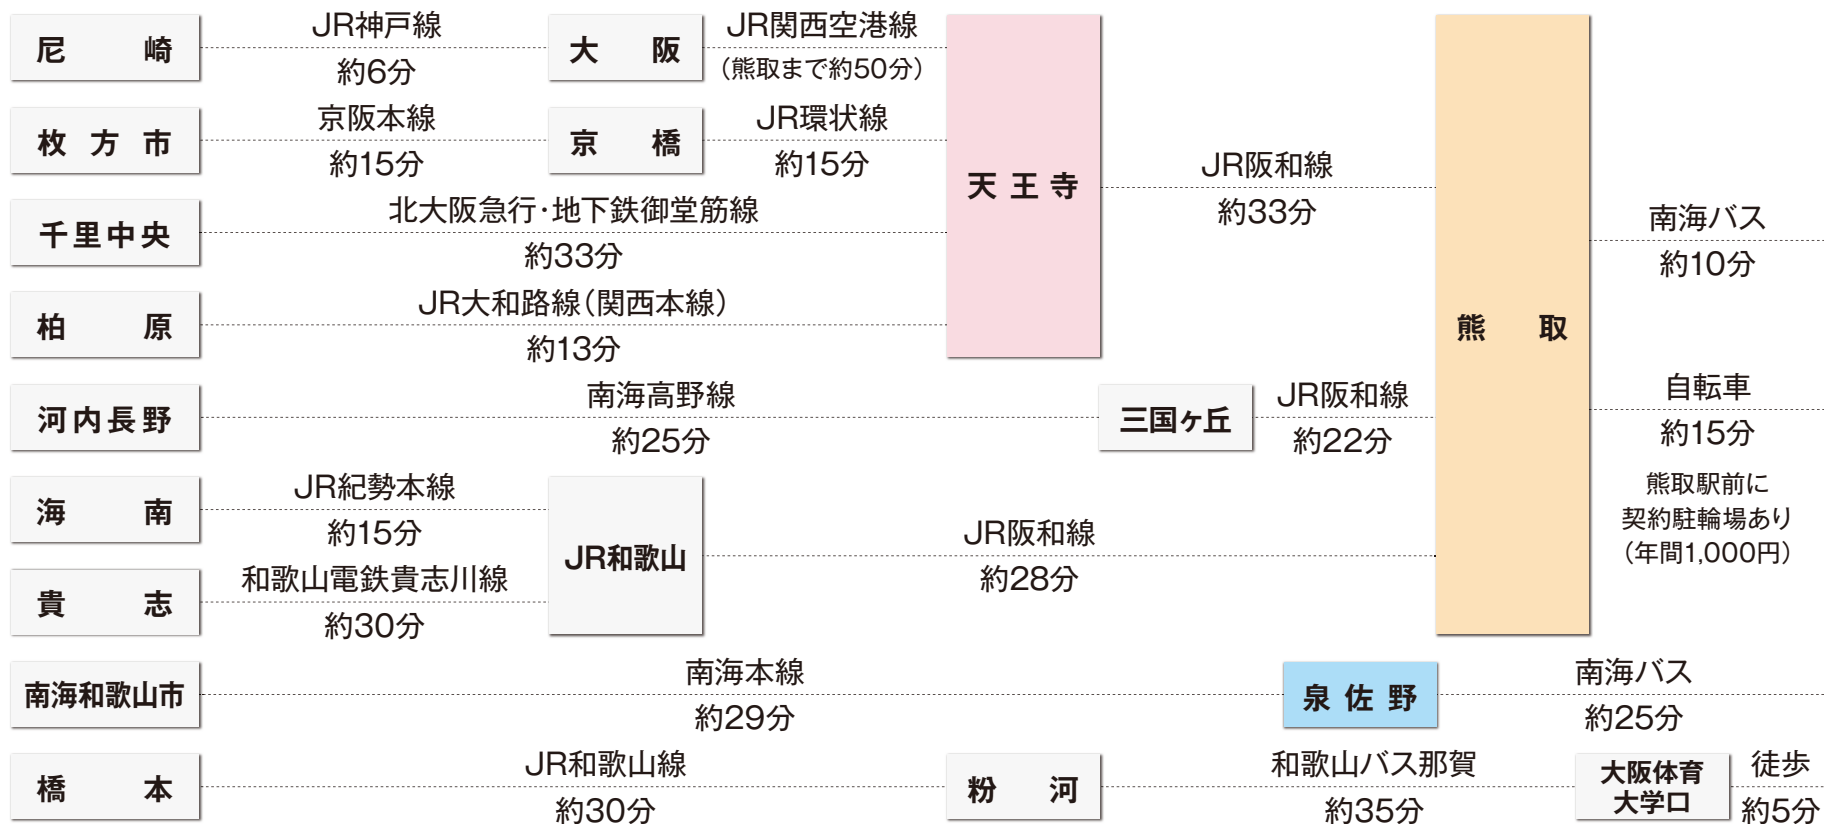 尼崎
JR神戸線
約6分
大阪
JR関西空港線
（熊取まで約50分）
枚方市
京阪本線
約15分
京橋
JR環状線
約15分
千里中央
北大阪急行・地下鉄御堂筋線
約33分
柏原
JR大和路線（関西本線）
約13分
天王寺
JR阪和線
約33分
河内長野
南海高野線
約25分
三国ヶ丘
JR阪和線
約22分
海南
JR紀勢本線
約15分
貴志
和歌山電鉄貴志川線
約30分
JR和歌山
JR阪和線
約28分
熊取
南海バス
約10分
自転車
約15分
熊取駅前に
契約駐輪場あり
（年間1,000円）
南海和歌山市
南海本線
約29分
泉佐野
南海バス
約25分
橋本
JR和歌山線
約30分
粉河
和歌山バス那賀
約35分
大阪体育
大学口
徒歩
約5分